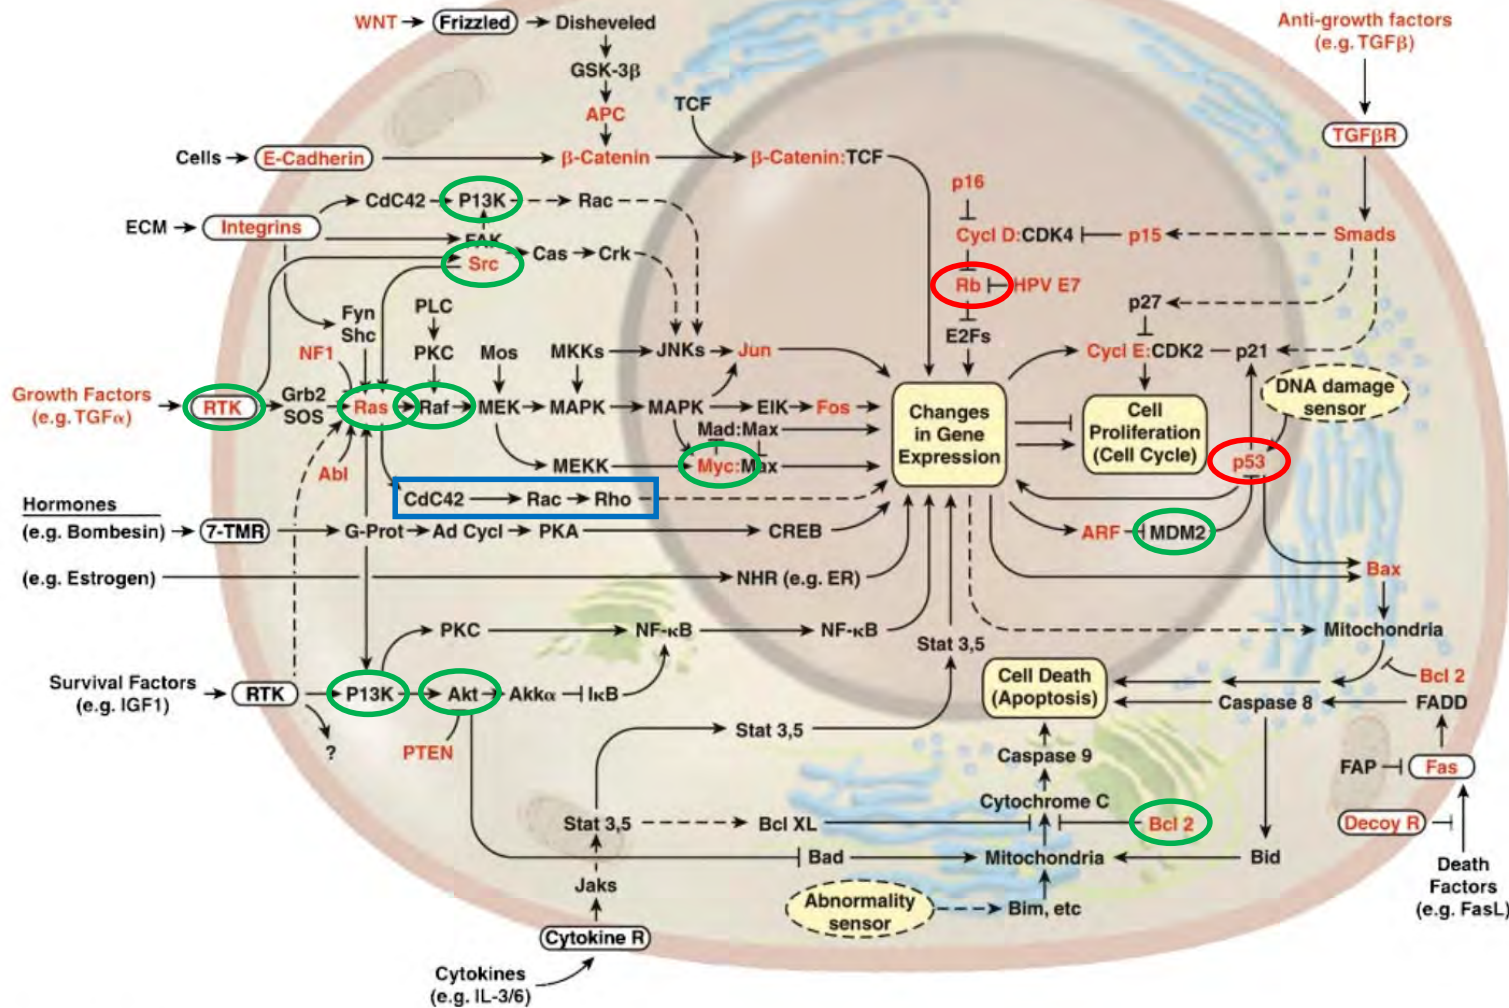 WNT Frizzled Disheveled
Anti-growth factors
(e.g. TGFβ)
GSK-3β
TCF
APC
TGFβR
Cells E-Cadherin β-Catenin β-Catenin:TCF
p16
CdC42 P13K Rac
ECM Integrins
FAK
Cycl D:CDK4 p15 Smads
Src Cas Crk
Rb HPV E7
p27
Fyn
Shc
PLC
E2Fs
NF1 PKC Mos MKKs JNKs Jun
Cycl E:CDK2 p21
DNA damage
sensor
Growth Factors
(e.g. TGFα)
RTK
Grb2
SOS
Ras Raf MEK MAPK MAPK ElK Fos
Changes
in Gene
Expression
Cell
Proliferation
(Cell Cycle)
Mad:Max
Abl MEKK Myc:Max
p53
CdC42 Rac Rho
Hormones
(e.g. Bombesin) 7-TMR G-Prot Ad Cycl PKA CREB
ARF MDM2
(e.g. Estrogen) NHR (e.g. ER)
Bax
PKC NF-κB NF-κB
Stat 3,5
Mitochondria
Survival Factors
(e.g. IGF1)
RTK P13K Akt Akkα IκB
Cell Death
(Apoptosis)
Bcl 2
Caspase 8 FADD
?
PTEN
Stat 3,5
Caspase 9
FAP Fas
Cytochrome C
Stat 3,5 Bcl XL Bcl 2
Decoy R
Bad Mitochondria Bid
Death
Factors
(e.g. FasL)
Jaks
Abnormality
sensor
Bim, etc
Cytokine R
Cytokines
(e.g. IL-3/6)